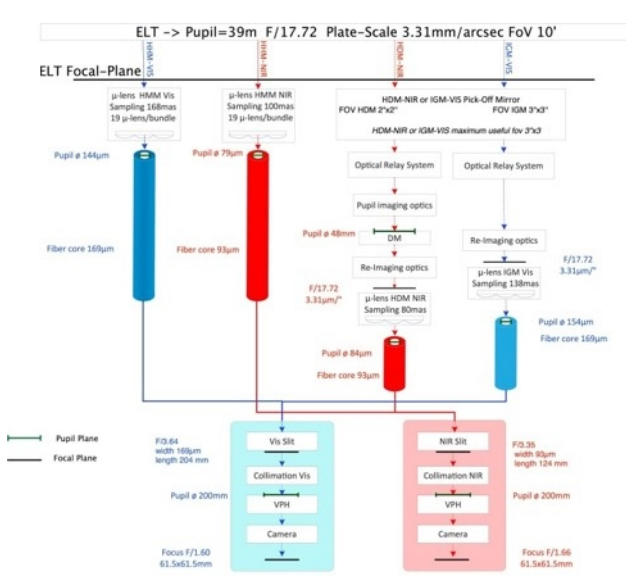 ELT -> Pupil=39m F/17.72 Plate-Scale 3.31mm/arcsec FoV 10'
HHM-VIS
HHM-NIR
HDM-NIR
IGM-VIS
ELT Focal-Plane
µ-lens HMM Vis
Sampling 168mas
19 µ-lens/bundle
µ-lens HMM NIR
Sampling 100mas
19 µ-lens/bundle
HDM-NIR or IGM-VIS Pick-Off Mirror
FOV HDM 2"x2" FOV IGM 3"x3"
HDM-NIR or IGM-VIS maximum useful fov 3"x3
Pupil ø 144µm
Pupil ø 79µm
Optical Relay System
Optical Relay System
Pupil imaging optics
Pupil ø 48mm
DM
Fiber core 169µm
Fiber core 93µm
Re-Imaging optics
Re-Imaging optics
F/17.72
3.31µm/"
F/17.72
3.31µm/"
µ-lens HDM NIR
Sampling 80mas
µ-lens IGM Vis
Sampling 138mas
Pupil ø 154µm
Fiber core 169µm
Pupil ø 84µm
Fiber core 93µm
Pupil Plane
Focal Plane
F/3.64
width 169µm
length 204 mm
Vis Slit
Collimation Vis
Pupil ø 200mm
VPH
Camera
Focus F/1.60
61.5x61.5mm
NIR Slit
Collimation NIR
VPH
Camera
F/3.35
width 93µm
length 124 mm
Pupil ø 200mm
Focus F/1.66
61.5x61.5mm